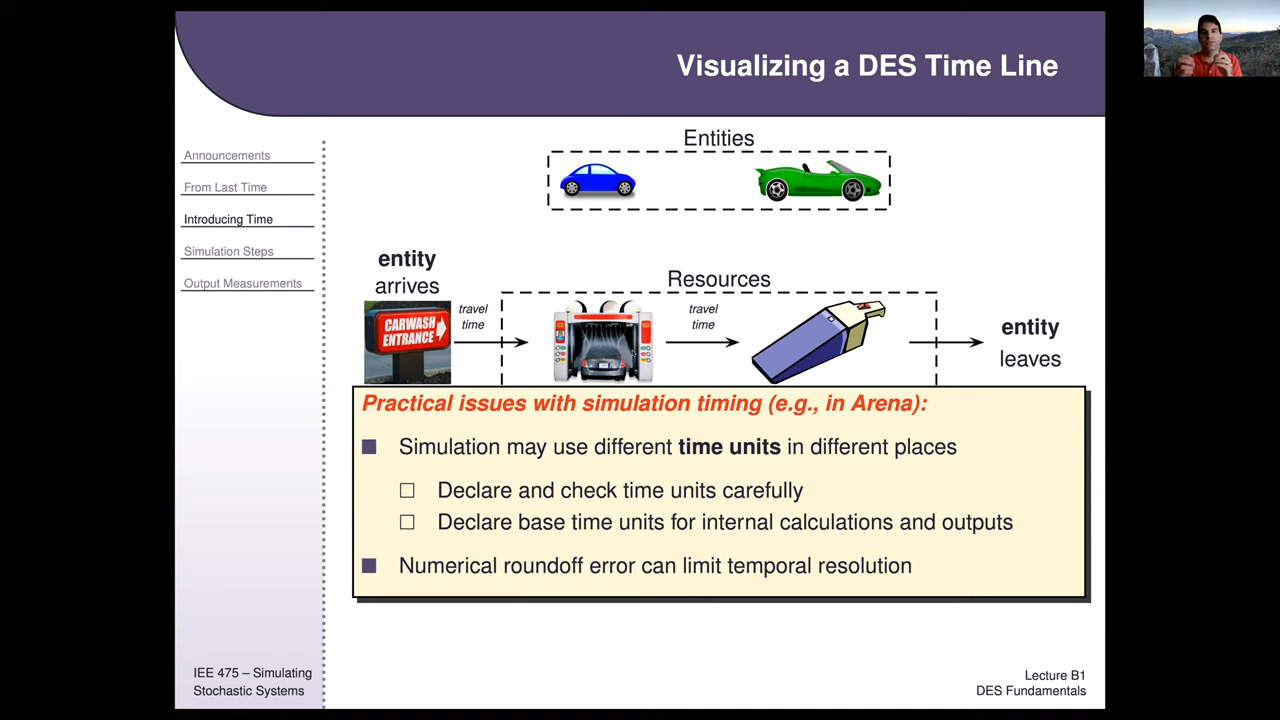 Visualizing a DES Time Line
Announcements
From Last Time
Introducing Time
Simulation Steps
Output Measurements
Entities
entity
arrives
CARWASH
ENTRANCE
travel
time
Resources
travel
time
entity
leaves
Practical issues with simulation timing (e.g., in Arena):
Simulation may use different time units in different places
Declare and check time units carefully
Declare base time units for internal calculations and outputs
Numerical roundoff error can limit temporal resolution
IEE 475 – Simulating
Stochastic Systems
Lecture B1
DES Fundamentals